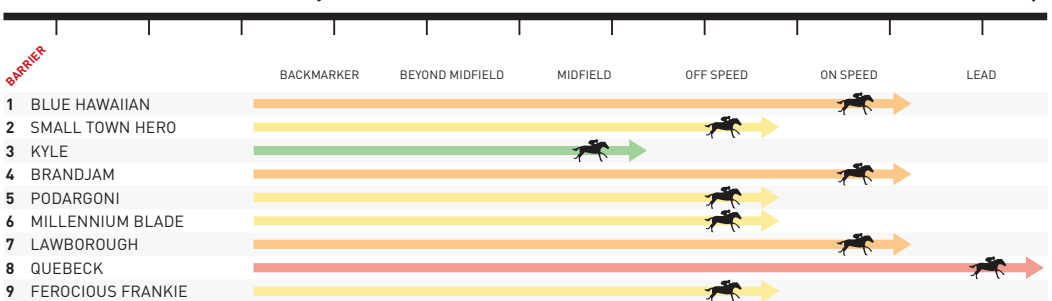 BARRIER
BACKMARKER BEYOND MIDFIELD MIDFIELD OFF SPEED ON SPEED LEAD
1 BLUE HAWAIIAN
2 SMALL TOWN HERO
3 KYLE
4 BRANDJAM
5 PODARGONI
6 MILLENNIUM BLADE
7 LAWBOROUGH
8 QUEBECK
9 FEROCIOUS FRANKIE